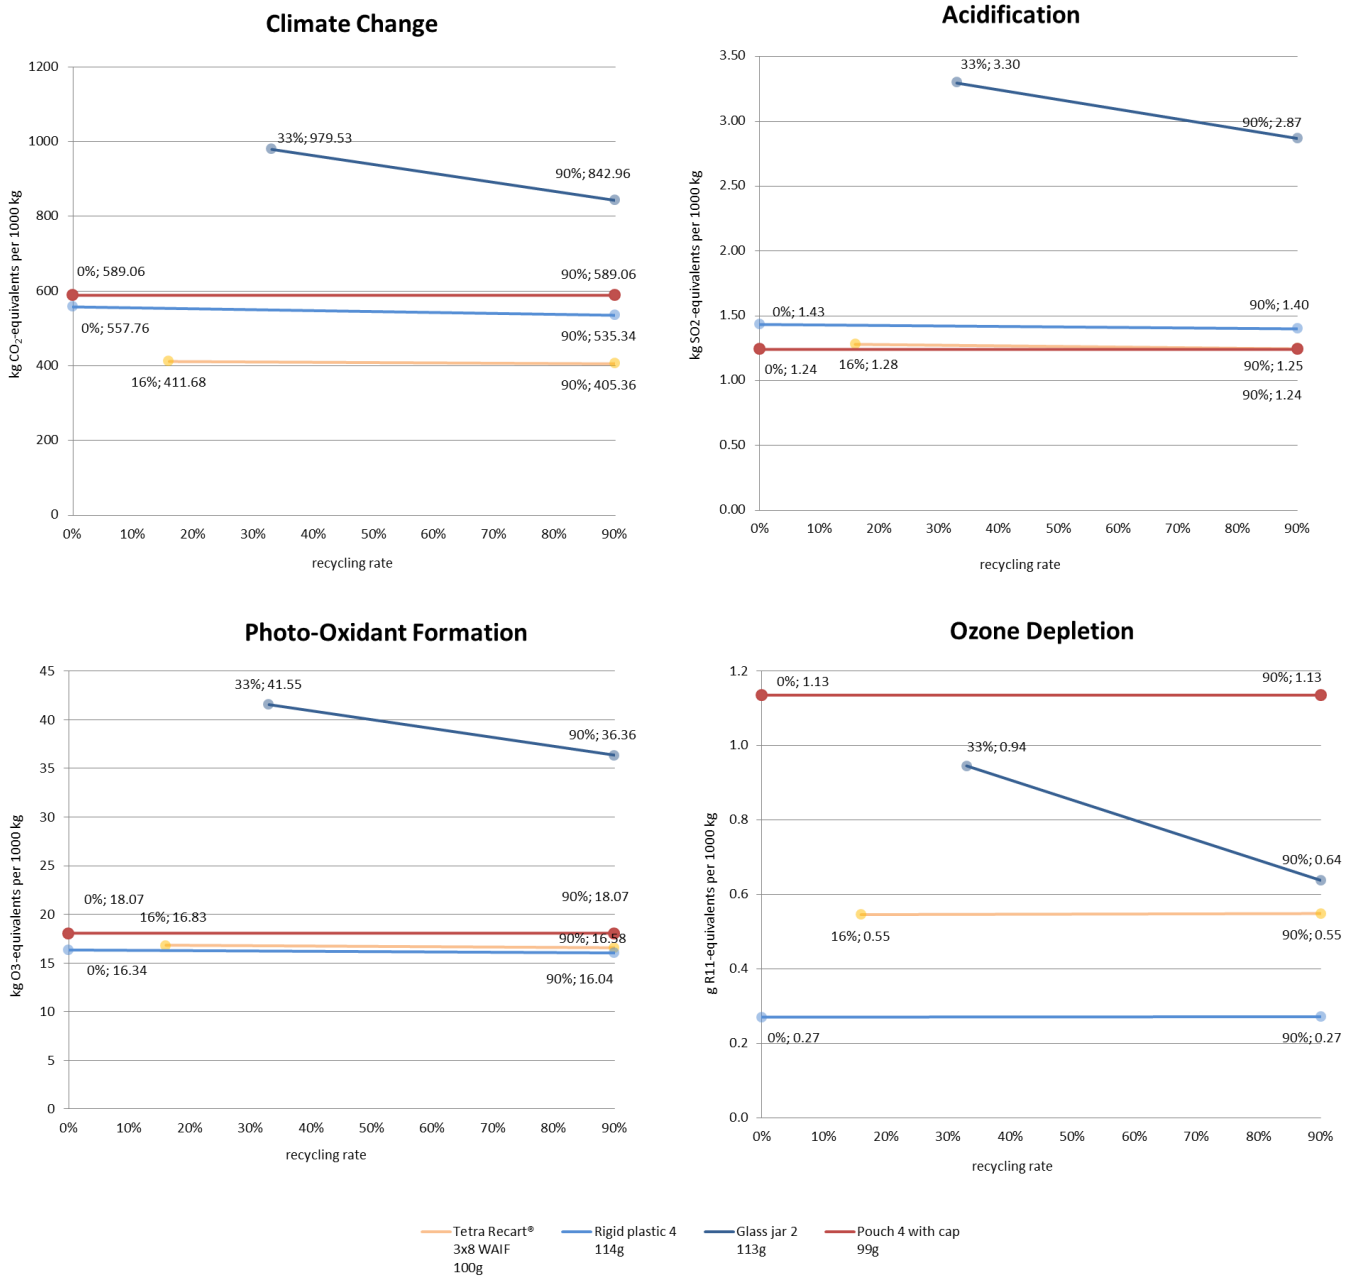 Climate Change
kg CO₂-equivalents per 1000 kg
1200
1000
800
600
400
200
0
33%; 979.53
90%; 842.96
0%; 589.06
90%; 589.06
0%; 557.76
90%; 535.34
16%; 411.68
90%; 405.36
0% 10% 20% 30% 40% 50% 60% 70% 80% 90%
recycling rate
Acidification
kg SO2-equivalents per 1000 kg
3.50
3.00
2.50
2.00
1.50
1.00
0.50
0.00
33%; 3.30
90%; 2.87
0%; 1.43
90%; 1.40
0%; 1.24
16%; 1.28
90%; 1.25
90%; 1.24
0% 10% 20% 30% 40% 50% 60% 70% 80% 90%
recycling rate
Photo-Oxidant Formation
kg O3-equivalents per 1000 kg
45
40
35
30
25
20
15
10
5
0
33%; 41.55
90%; 36.36
0%; 18.07
90%; 18.07
16%; 16.83
90%; 16.58
0%; 16.34
90%; 16.04
0% 10% 20% 30% 40% 50% 60% 70% 80% 90%
recycling rate
Ozone Depletion
g R11-equivalents per 1000 kg
1.2
1.0
0.8
0.6
0.4
0.2
0.0
0%; 1.13
90%; 1.13
33%; 0.94
90%; 0.64
16%; 0.55
90%; 0.55
0%; 0.27
90%; 0.27
0% 10% 20% 30% 40% 50% 60% 70% 80% 90%
recycling rate
Tetra Recart®
3x8 WAIF
100g
Rigid plastic 4
114g
Glass jar 2
113g
Pouch 4 with cap
99g